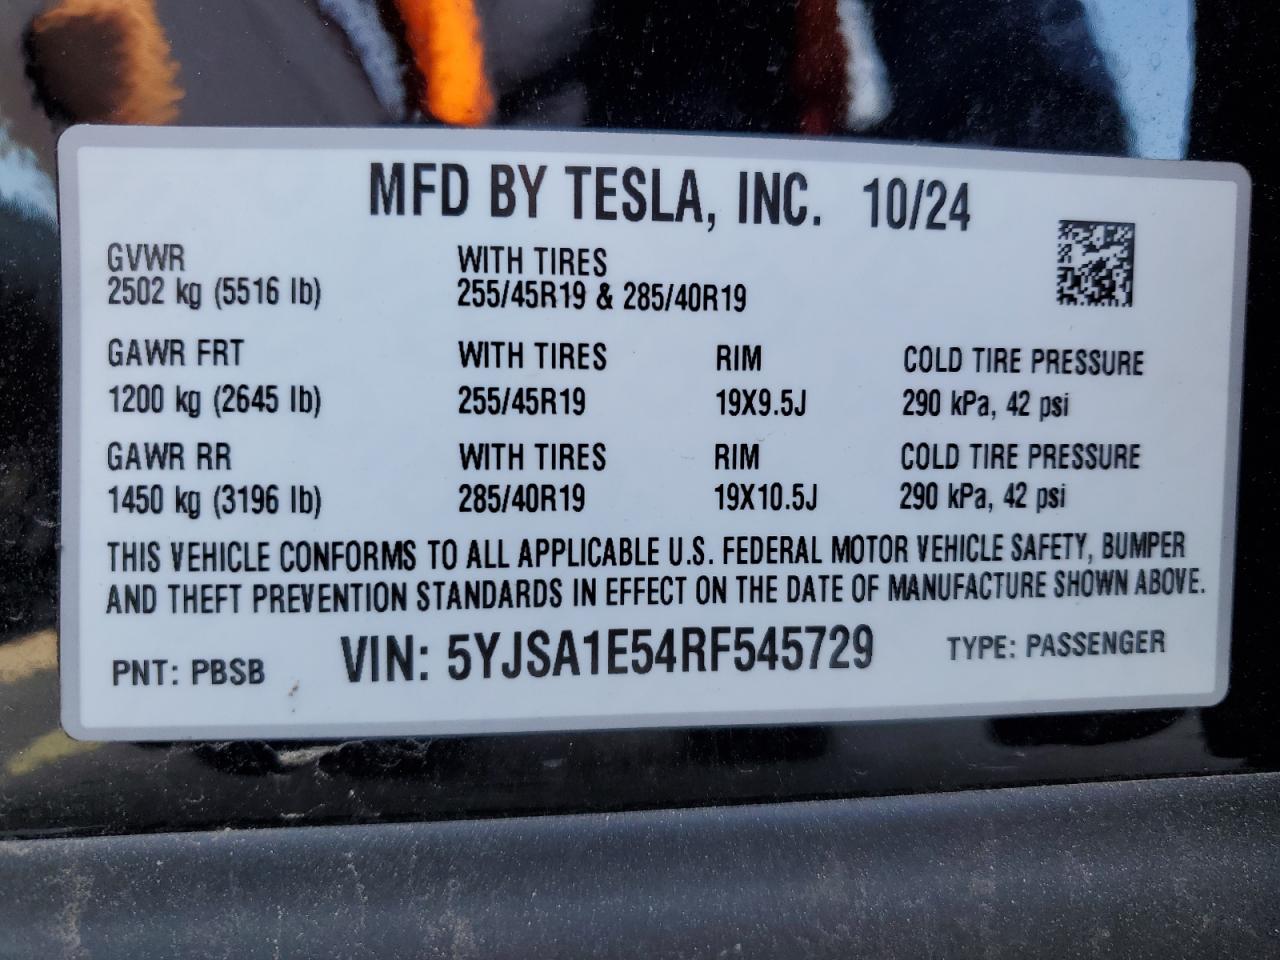 MFD BY TESLA, INC. 10/24
GVWR WITH TIRES
2502 kg (5516 lb) 255/45R19 & 285/40R19
GAWR FRT WITH TIRES RIM COLD TIRE PRESSURE
1200 kg (2645 lb) 255/45R19 19X9.5J 290 kPa, 42 psi
GAWR RR WITH TIRES RIM COLD TIRE PRESSURE
1450 kg (3196 lb) 285/40R19 19X10.5J 290 kPa, 42 psi
THIS VEHICLE CONFORMS TO ALL APPLICABLE U.S. FEDERAL MOTOR VEHICLE SAFETY, BUMPER
AND THEFT PREVENTION STANDARDS IN EFFECT ON THE DATE OF MANUFACTURE SHOWN ABOVE.
PNT: PBSB VIN: 5YJSA1E54RF545729 TYPE: PASSENGER